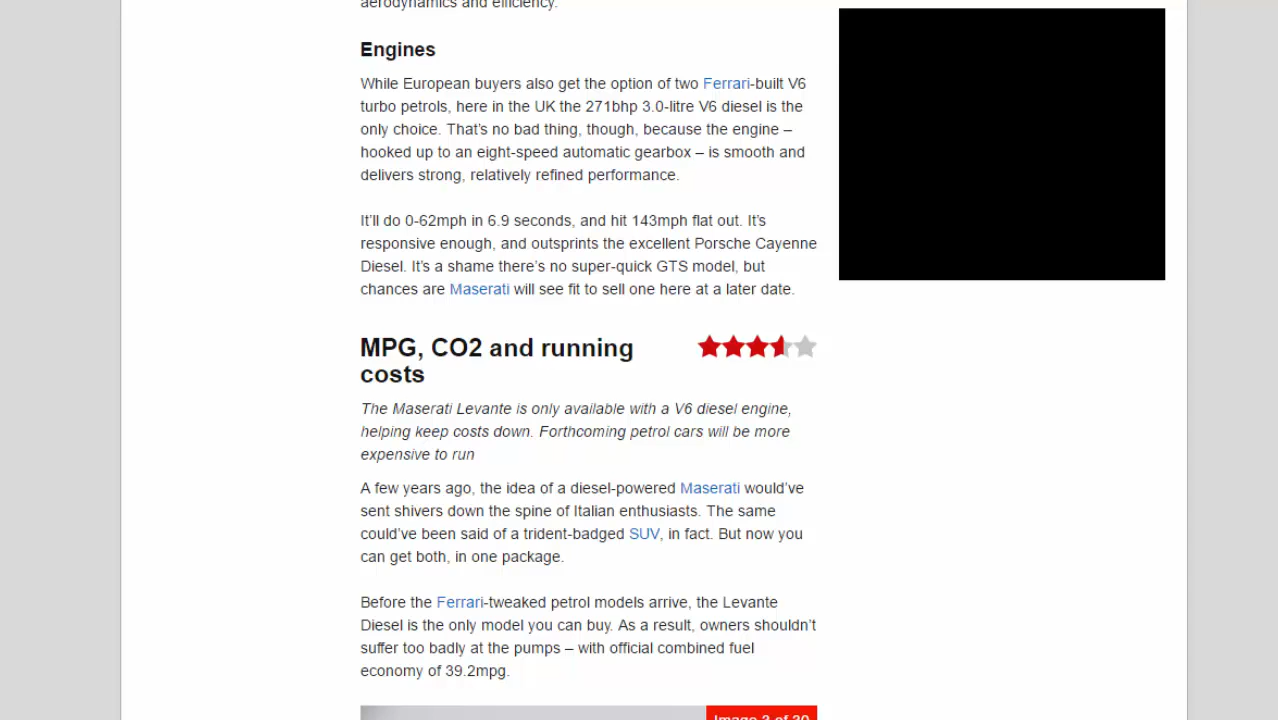 aerodynamics and efficiency.
Engines
While European buyers also get the option of two Ferrari-built V6
turbo petrols, here in the UK the 271bhp 3.0-litre V6 diesel is the
only choice. That's no bad thing, though, because the engine –
hooked up to an eight-speed automatic gearbox – is smooth and
delivers strong, relatively refined performance.
It'll do 0-62mph in 6.9 seconds, and hit 143mph flat out. It's
responsive enough, and outsprints the excellent Porsche Cayenne
Diesel. It's a shame there's no super-quick GTS model, but
chances are Maserati will see fit to sell one here at a later date.
MPG, CO2 and running
costs
The Maserati Levante is only available with a V6 diesel engine,
helping keep costs down. Forthcoming petrol cars will be more
expensive to run
A few years ago, the idea of a diesel-powered Maserati would've
sent shivers down the spine of Italian enthusiasts. The same
could've been said of a trident-badged SUV, in fact. But now you
can get both, in one package.
Before the Ferrari-tweaked petrol models arrive, the Levante
Diesel is the only model you can buy. As a result, owners shouldn't
suffer too badly at the pumps – with official combined fuel
economy of 39.2mpg.
Image 3 of 30